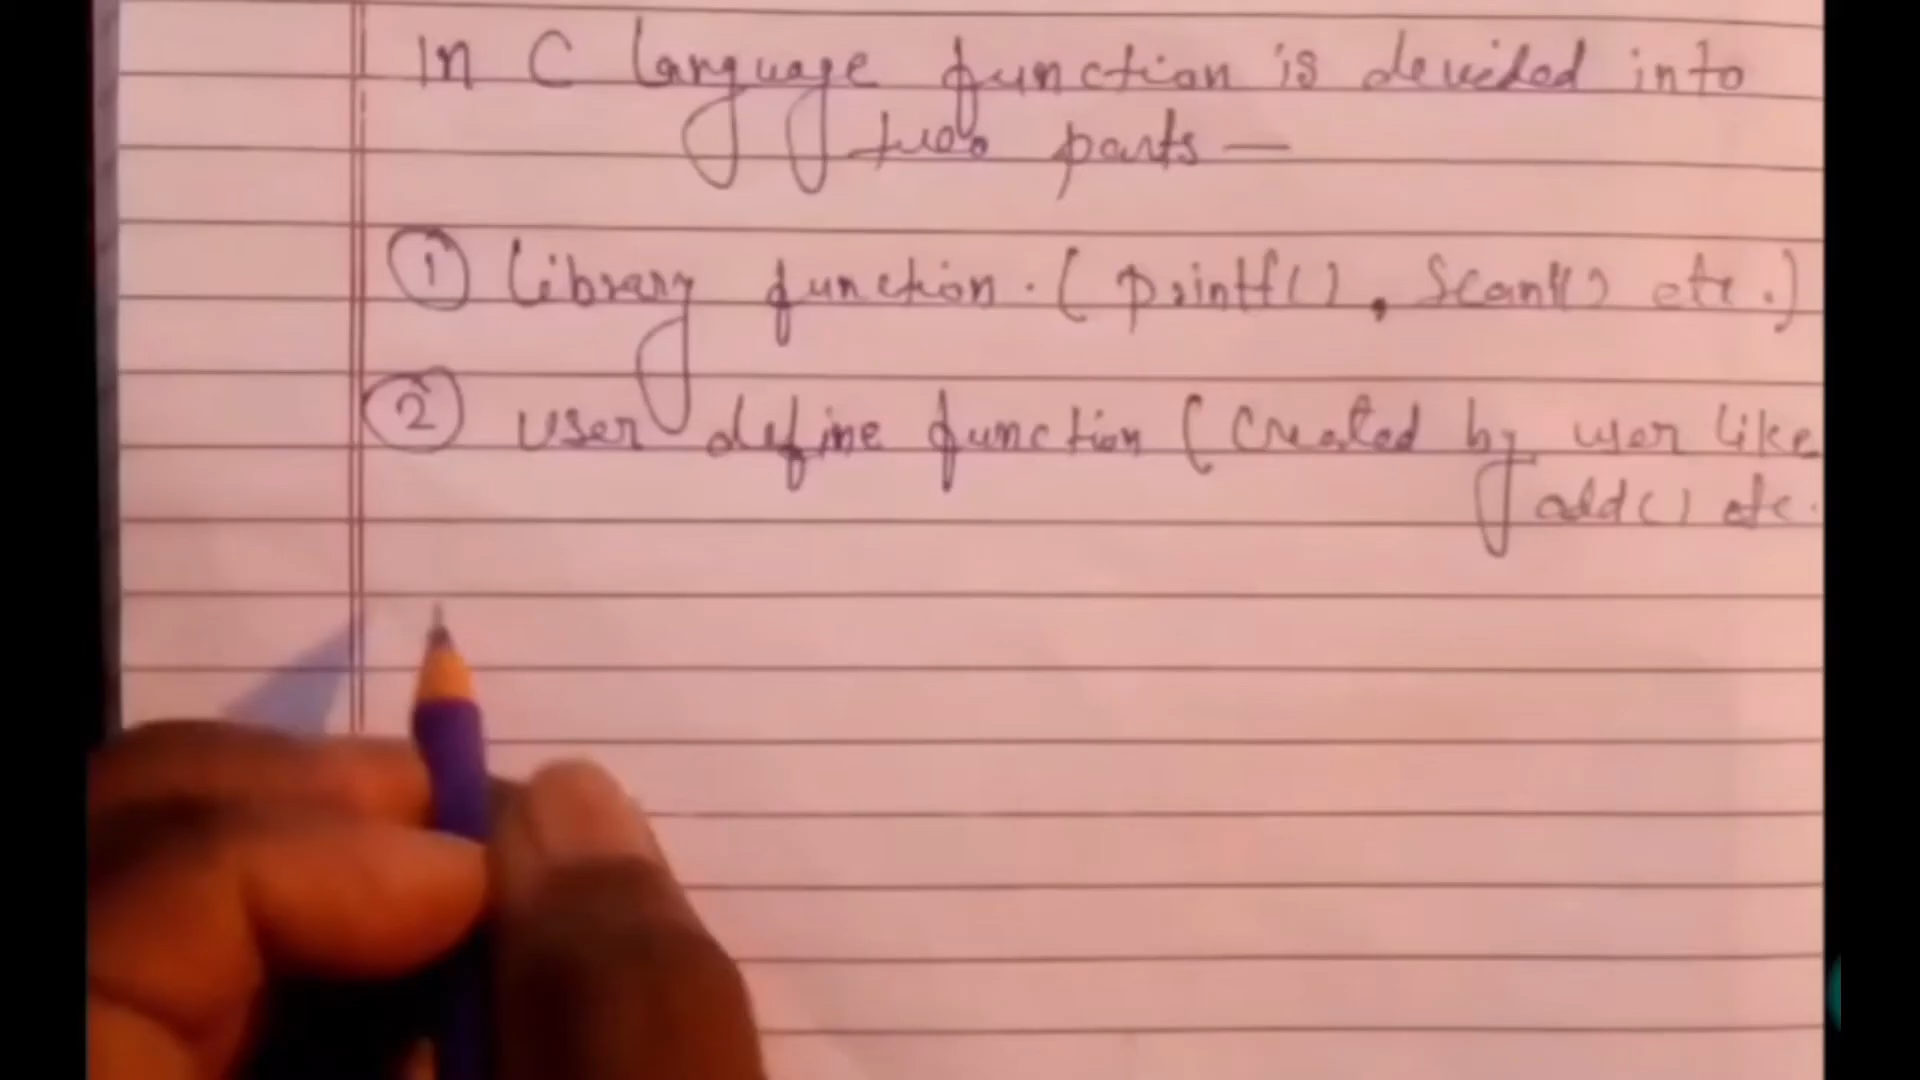 In C language function is devided into
two parts —
① library function. ( printf(), Scanf() etc.)
② user define function ( Created by user like
add() etc.